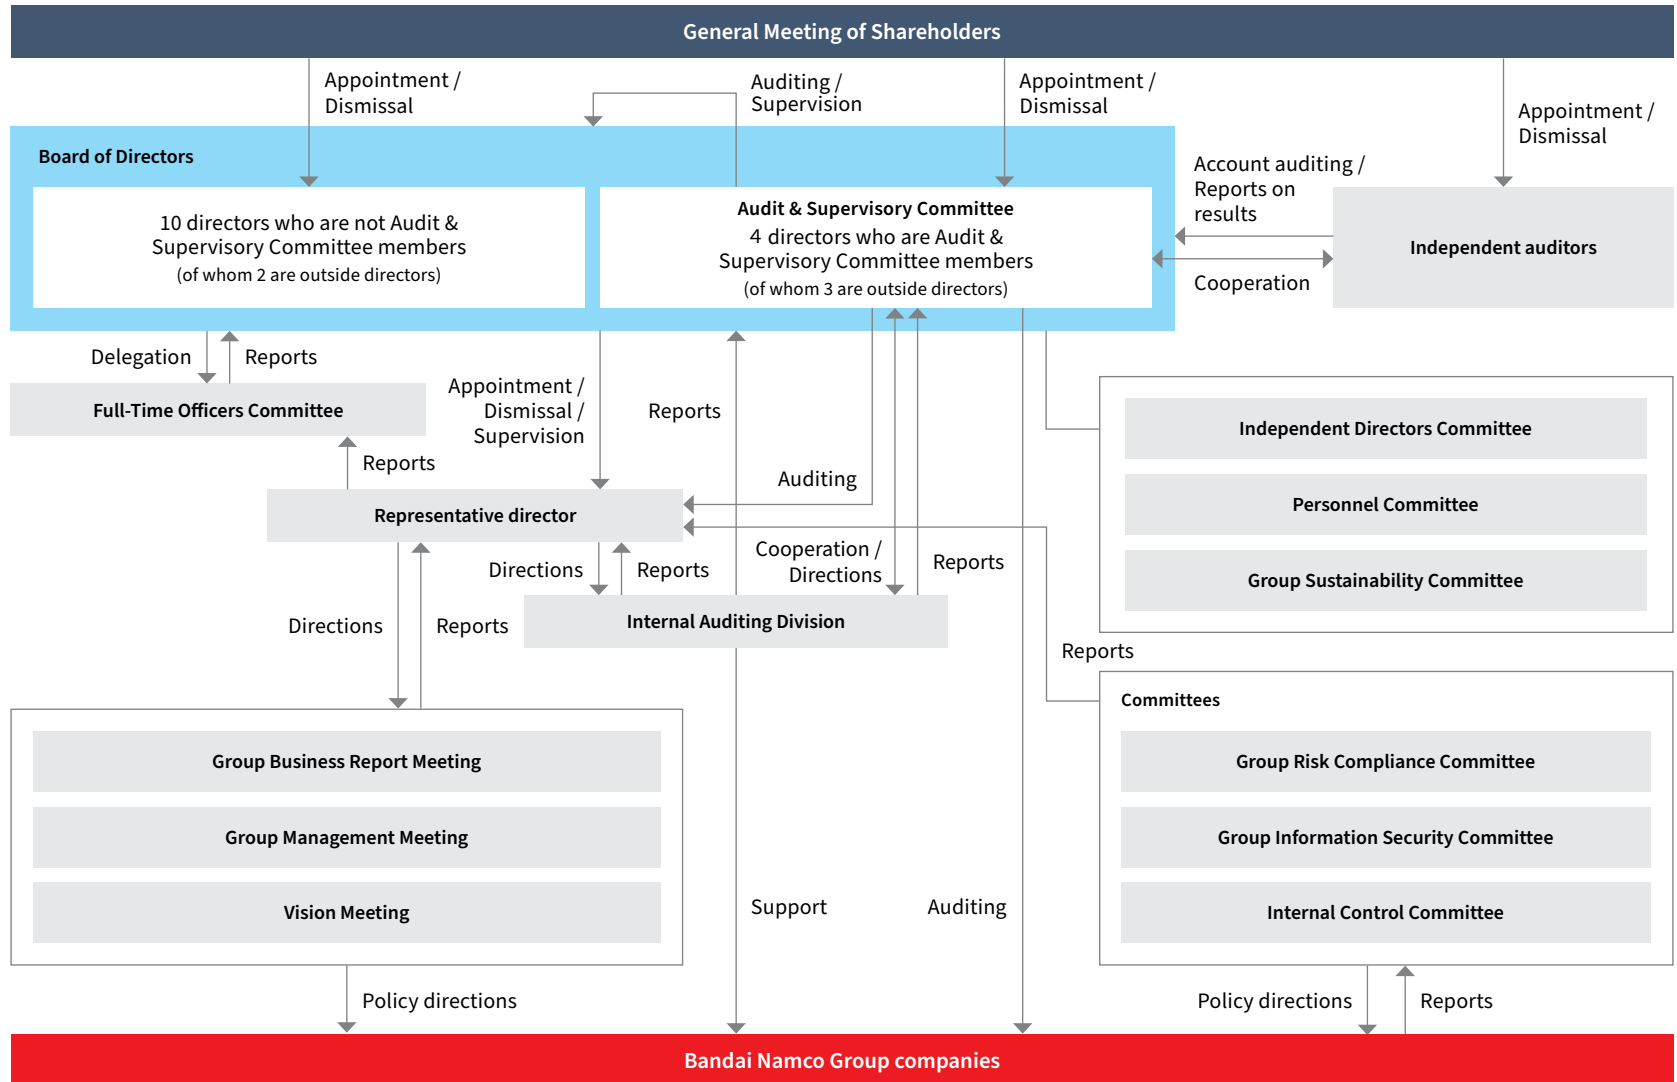 General Meeting of Shareholders
Appointment /
Dismissal
Auditing /
Supervision
Appointment /
Dismissal
Appointment /
Dismissal
Board of Directors
10 directors who are not Audit &
Supervisory Committee members
(of whom 2 are outside directors)
Audit & Supervisory Committee
4 directors who are Audit &
Supervisory Committee members
(of whom 3 are outside directors)
Account auditing /
Reports on
results
Cooperation
Independent auditors
Delegation
Reports
Full-Time Officers Committee
Appointment /
Dismissal /
Supervision
Reports
Reports
Auditing
Representative director
Independent Directors Committee
Personnel Committee
Group Sustainability Committee
Directions
Reports
Cooperation /
Directions
Reports
Internal Auditing Division
Directions
Reports
Reports
Group Business Report Meeting
Group Management Meeting
Vision Meeting
Committees
Group Risk Compliance Committee
Group Information Security Committee
Internal Control Committee
Support
Auditing
Policy directions
Policy directions
Reports
Bandai Namco Group companies